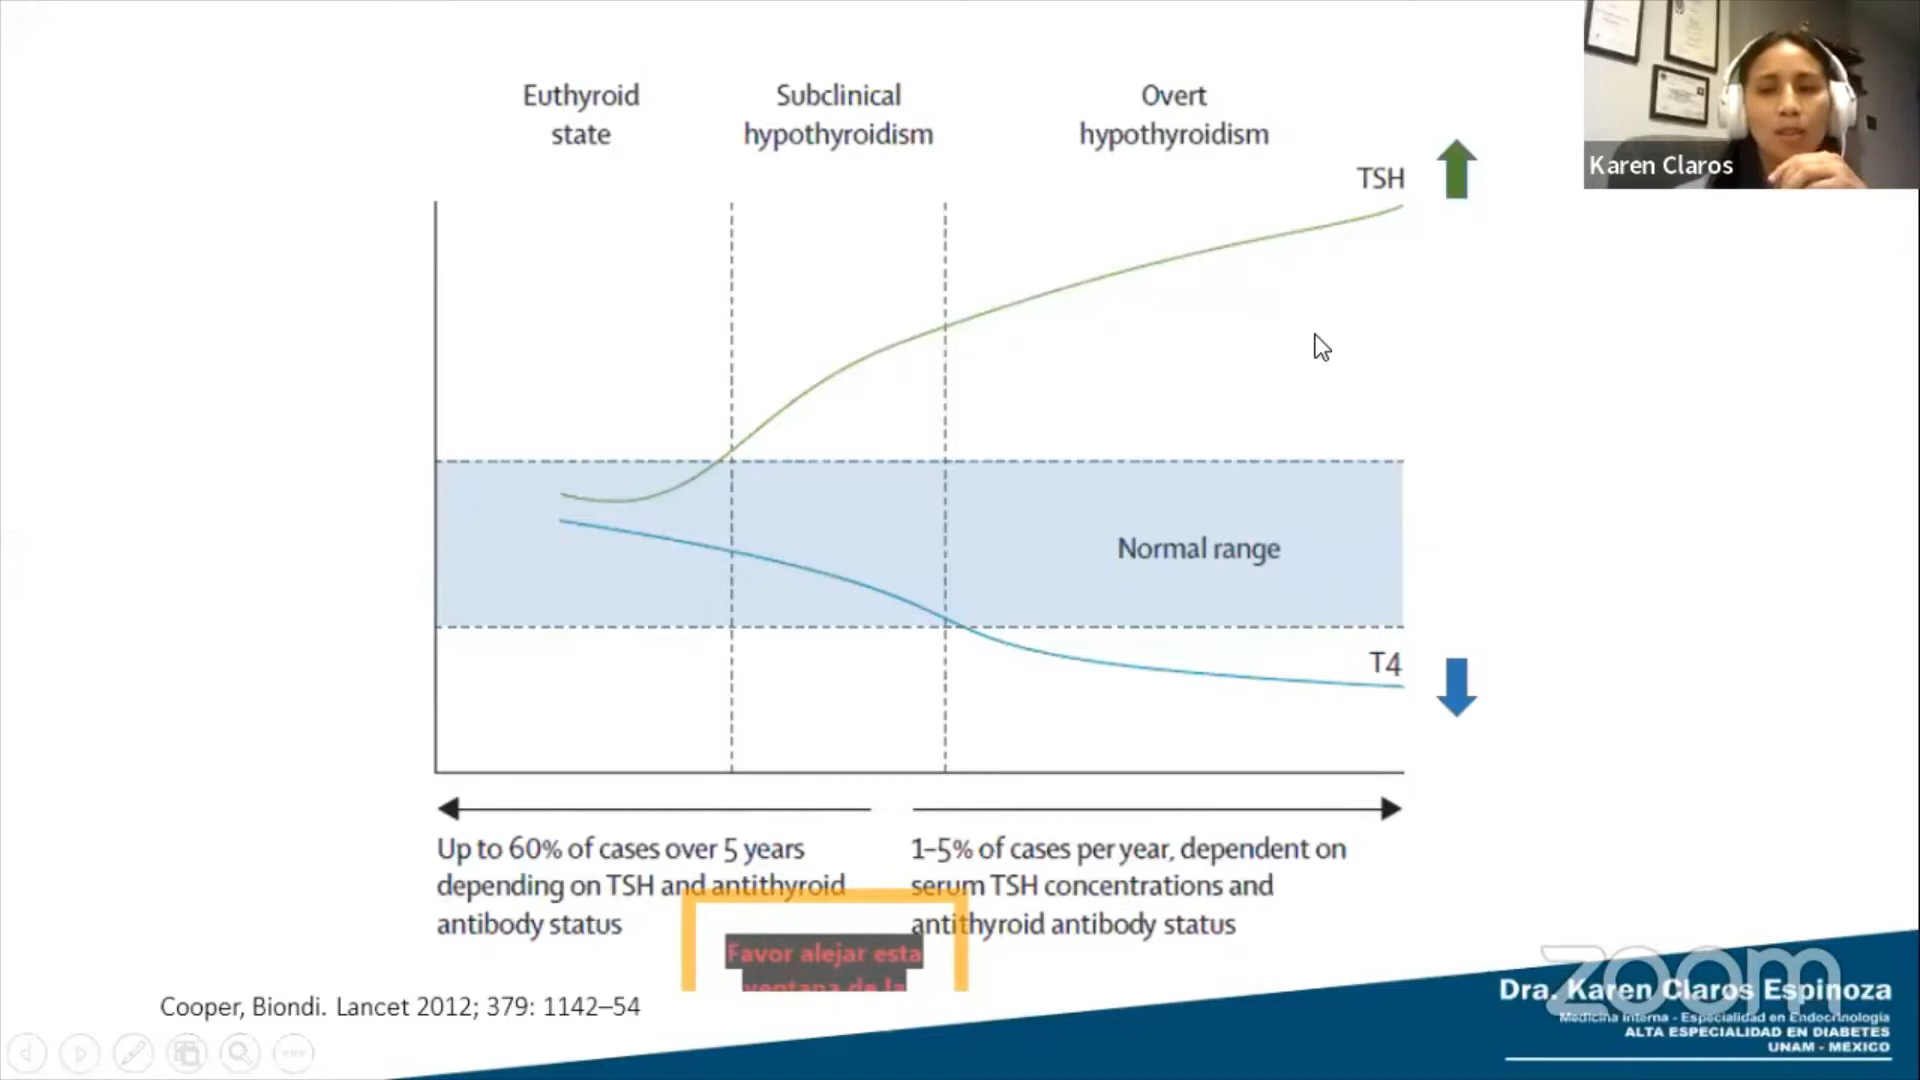 Euthyroid
state
Subclinical
hypothyroidism
Overt
hypothyroidism
TSH
Karen Claros
Normal range
T4
Up to 60% of cases over 5 years
depending on TSH and antithyroid
antibody status
1–5% of cases per year, dependent on
serum TSH concentrations and
antithyroid antibody status
Favor alejar esta
ventana de la
Cooper, Biondi. Lancet 2012; 379: 1142–54
zoom
Dra. Karen Claros Espinoza
Medicina Interna - Especialidad en Endocrinología
ALTA ESPECIALIDAD EN DIABETES
UNAM - MEXICO